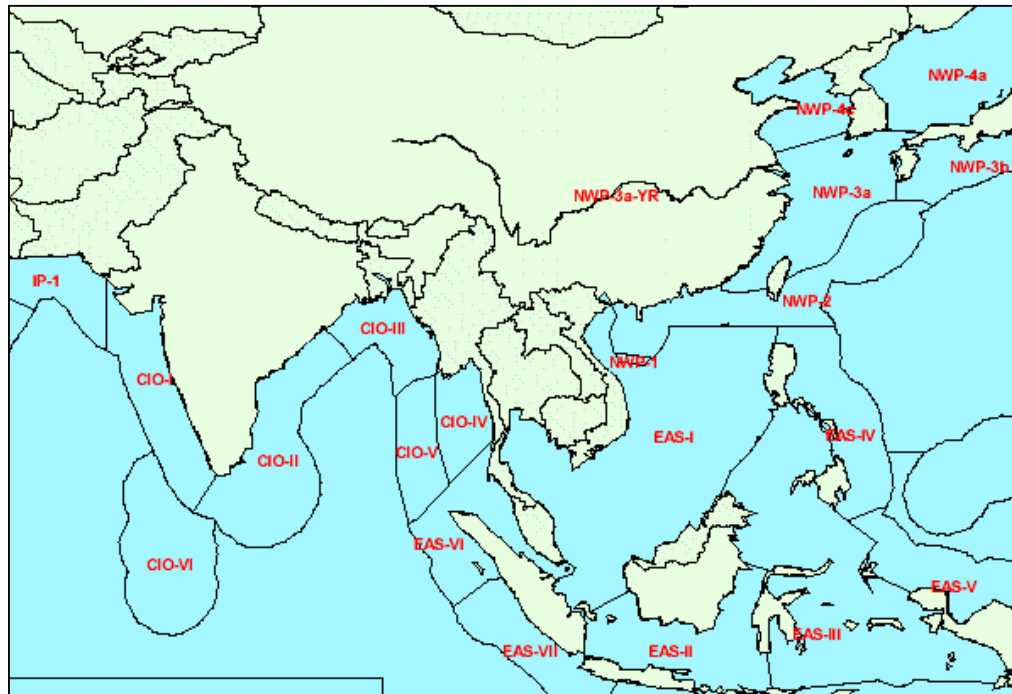 NWP-4a
NWP-4c
NWP-3b
NWP-3a
NWP-3a-YR
IP-1
NWP-2
CIO-III
NWP-1
CIO-I
CIO-IV
EAS-I
EAS-IV
CIO-V
CIO-II
EAS-VI
CIO-VI
EAS-V
EAS-III
EAS-VII
EAS-II